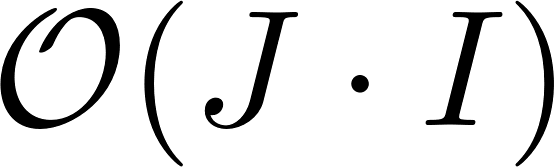 𝒪(J · I)